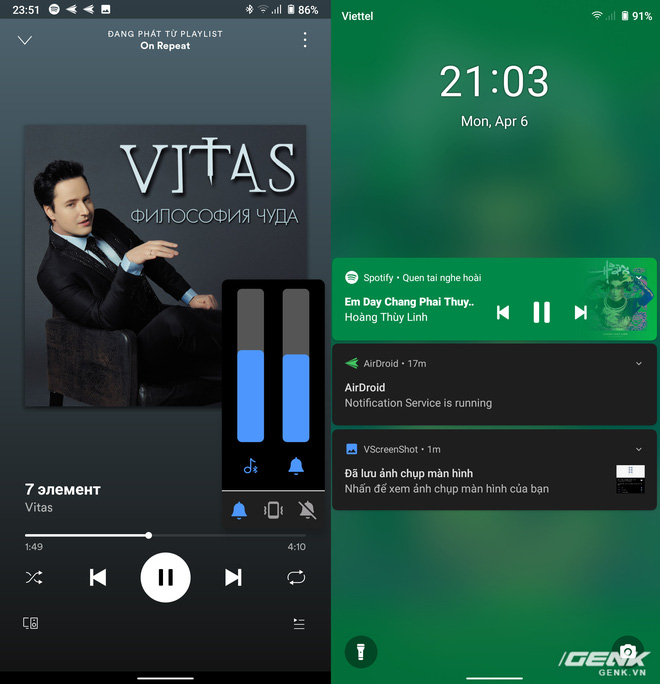 23:51
86%
ĐANG PHÁT TỪ PLAYLIST
On Repeat
VITAS
ФИЛОСОФИЯ ЧУДА
7 элемент
Vitas
1:49
4:10
Viettel
91%
21:03
Mon, Apr 6
Spotify • Quen tai nghe hoài
Em Day Chang Phai Thuy..
Hoàng Thùy Linh
AirDroid • 17m
AirDroid
Notification Service is running
VScreenShot • 1m
Đã lưu ảnh chụp màn hình
Nhấn để xem ảnh chụp màn hình của bạn
GENK
GENK.VN